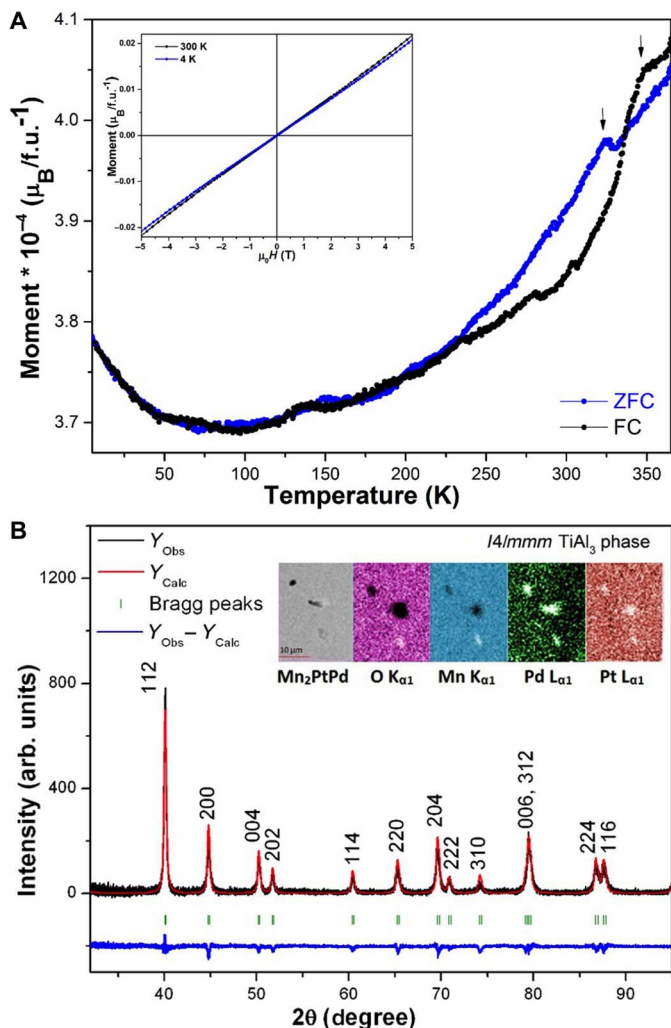 A
Moment * 10⁻⁴ (μB/f.u.⁻¹)
4.1
4.0
3.9
3.8
3.7
50
100
150
200
250
300
350
Temperature (K)
ZFC
FC
Moment (μB/f.u.⁻¹)
0.02
0.01
0.00
−0.01
−0.02
−5 −4 −3 −2 −1 0 1 2 3 4 5
μ₀H (T)
300 K
4 K
B
YObs
YCalc
Bragg peaks
YObs − YCalc
I4/mmm TiAl₃ phase
10 μm
Mn₂PtPd
O Kα1
Mn Kα1
Pd Lα1
Pt Lα1
Intensity (arb. units)
1200
800
400
0
112
200
004
202
114
220
204
222
310
006, 312
224
116
40
50
60
70
80
90
2θ (degree)